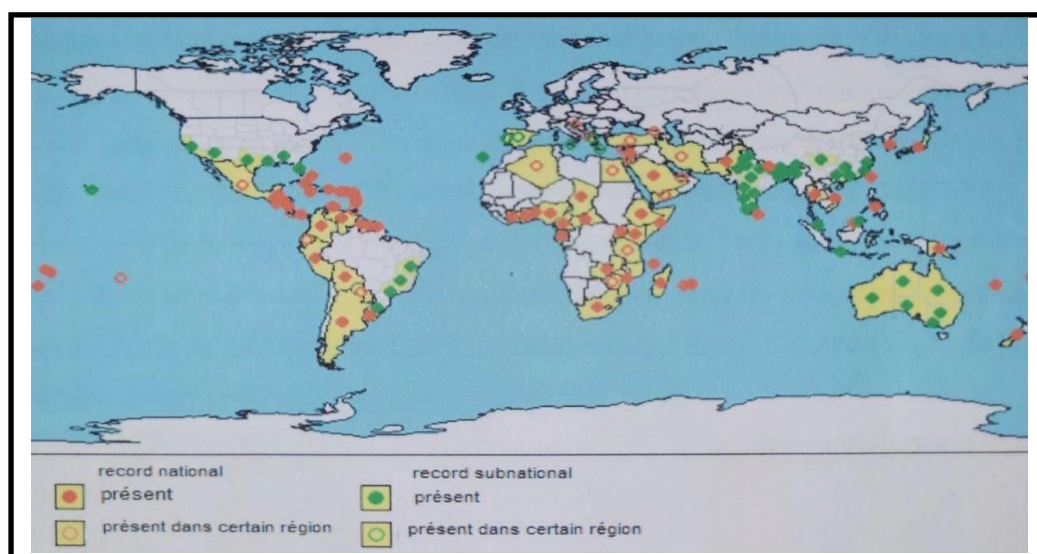 record national
présent
présent dans certain région
record subnational
présent
présent dans certain région